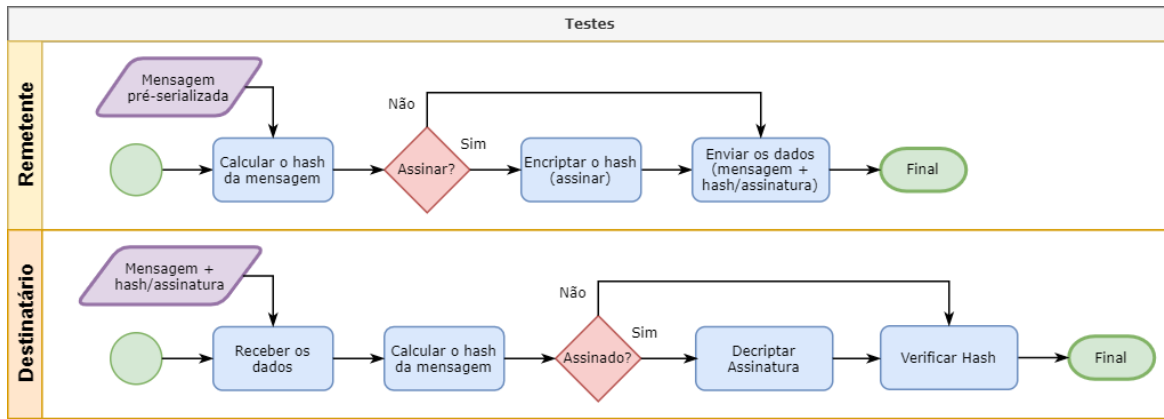 Testes
Remetente
Mensagem
pré-serializada
Calcular o hash
da mensagem
Assinar?
Não
Sim
Encriptar o hash
(assinar)
Enviar os dados
(mensagem +
hash/assinatura)
Final
Destinatário
Mensagem +
hash/assinatura
Receber os
dados
Calcular o hash
da mensagem
Assinado?
Não
Sim
Decriptar
Assinatura
Verificar Hash
Final